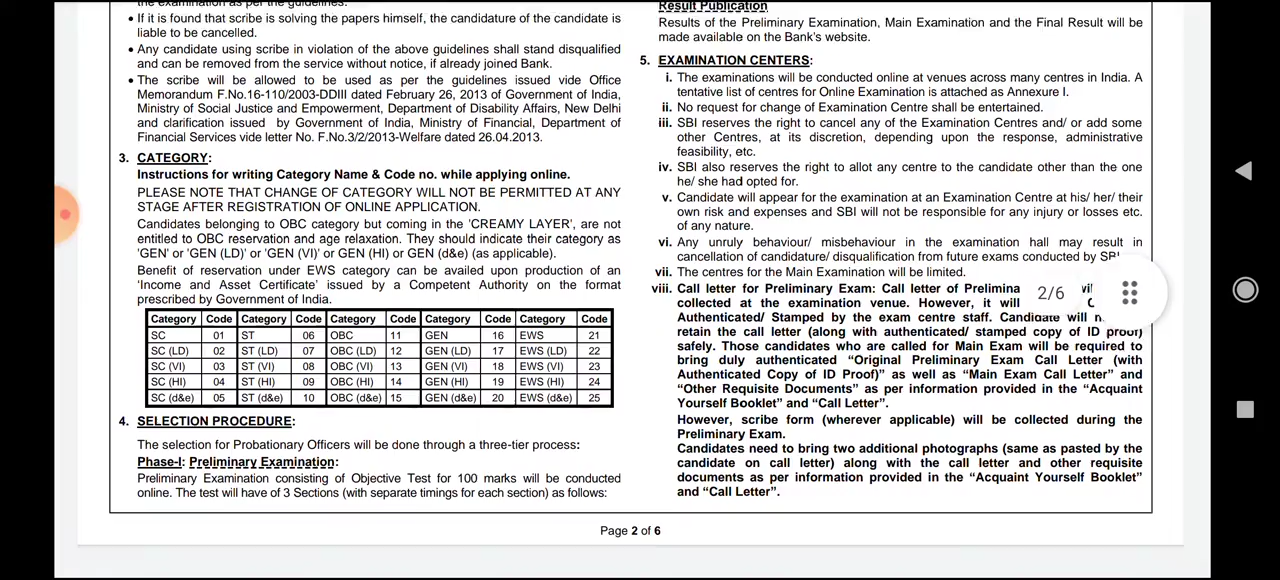 the examination as per the guidelines.
• If it is found that scribe is solving the papers himself, the candidature of the candidate is
liable to be cancelled.
• Any candidate using scribe in violation of the above guidelines shall stand disqualified
and can be removed from the service without notice, if already joined Bank.
• The scribe will be allowed to be used as per the guidelines issued vide Office
Memorandum F.No.16-110/2003-DDIII dated February 26, 2013 of Government of India,
Ministry of Social Justice and Empowerment, Department of Disability Affairs, New Delhi
and clarification issued by Government of India, Ministry of Financial, Department of
Financial Services vide letter No. F.No.3/2/2013-Welfare dated 26.04.2013.
3. CATEGORY:
Instructions for writing Category Name & Code no. while applying online.
PLEASE NOTE THAT CHANGE OF CATEGORY WILL NOT BE PERMITTED AT ANY
STAGE AFTER REGISTRATION OF ONLINE APPLICATION.
Candidates belonging to OBC category but coming in the 'CREAMY LAYER', are not
entitled to OBC reservation and age relaxation. They should indicate their category as
'GEN' or 'GEN (LD)' or 'GEN (VI)' or GEN (HI) or GEN (d&e) (as applicable).
Benefit of reservation under EWS category can be availed upon production of an
'Income and Asset Certificate' issued by a Competent Authority on the format
prescribed by Government of India.
Category Code Category Code Category Code Category Code Category Code
SC 01 ST 06 OBC 11 GEN 16 EWS 21
SC (LD) 02 ST (LD) 07 OBC (LD) 12 GEN (LD) 17 EWS (LD) 22
SC (VI) 03 ST (VI) 08 OBC (VI) 13 GEN (VI) 18 EWS (VI) 23
SC (HI) 04 ST (HI) 09 OBC (HI) 14 GEN (HI) 19 EWS (HI) 24
SC (d&e) 05 ST (d&e) 10 OBC (d&e) 15 GEN (d&e) 20 EWS (d&e) 25
4. SELECTION PROCEDURE:
The selection for Probationary Officers will be done through a three-tier process:
Phase-I: Preliminary Examination:
Preliminary Examination consisting of Objective Test for 100 marks will be conducted
online. The test will have of 3 Sections (with separate timings for each section) as follows:
Result Publication
Results of the Preliminary Examination, Main Examination and the Final Result will be
made available on the Bank's website.
5. EXAMINATION CENTERS:
i. The examinations will be conducted online at venues across many centres in India. A
tentative list of centres for Online Examination is attached as Annexure I.
ii. No request for change of Examination Centre shall be entertained.
iii. SBI reserves the right to cancel any of the Examination Centres and/ or add some
other Centres, at its discretion, depending upon the response, administrative
feasibility, etc.
iv. SBI also reserves the right to allot any centre to the candidate other than the one
he/ she had opted for.
v. Candidate will appear for the examination at an Examination Centre at his/ her/ their
own risk and expenses and SBI will not be responsible for any injury or losses etc.
of any nature.
vi. Any unruly behaviour/ misbehaviour in the examination hall may result in
cancellation of candidature/ disqualification from future exams conducted by SBI
vii. The centres for the Main Examination will be limited.
viii. Call letter for Preliminary Exam: Call letter of Prelimina
collected at the examination venue. However, it will
Authenticated/ Stamped by the exam centre staff. Candidate will
retain the call letter (along with authenticated/ stamped copy of ID proof)
safely. Those candidates who are called for Main Exam will be required to
bring duly authenticated "Original Preliminary Exam Call Letter (with
Authenticated Copy of ID Proof)" as well as "Main Exam Call Letter" and
"Other Requisite Documents" as per information provided in the "Acquaint
Yourself Booklet" and "Call Letter".
However, scribe form (wherever applicable) will be collected during the
Preliminary Exam.
Candidates need to bring two additional photographs (same as pasted by the
candidate on call letter) along with the call letter and other requisite
documents as per information provided in the "Acquaint Yourself Booklet"
and "Call Letter".
2/6
Page 2 of 6